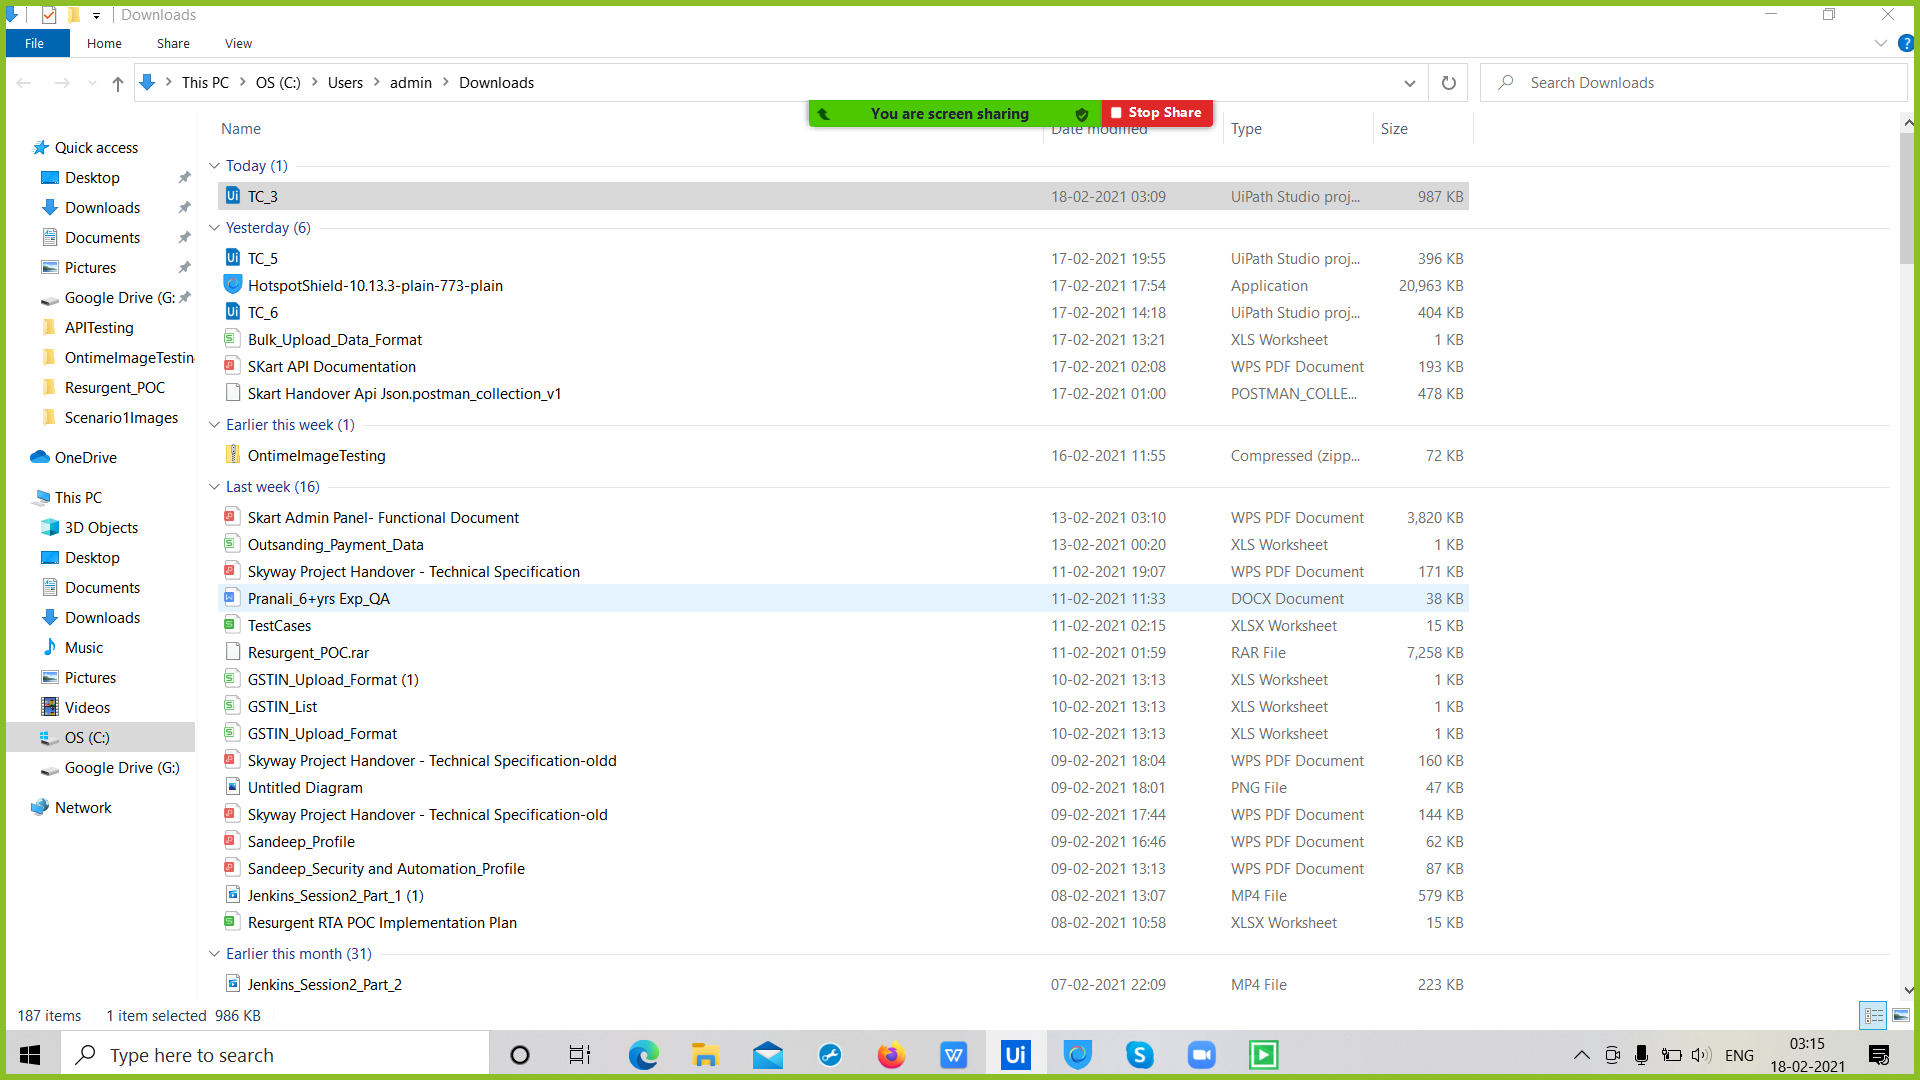 Downloads
File Home Share View
This PC OS (C:) Users admin Downloads
Search Downloads
You are screen sharing Stop Share
Name Date modified Type Size
Quick access
Desktop
Downloads
Documents
Pictures
Google Drive (G:
APITesting
OntimeImageTestin
Resurgent_POC
Scenario1Images
OneDrive
This PC
3D Objects
Desktop
Documents
Downloads
Music
Pictures
Videos
OS (C:)
Google Drive (G:)
Network
Today (1)
TC_3 18-02-2021 03:09 UiPath Studio proj... 987 KB
Yesterday (6)
TC_5 17-02-2021 19:55 UiPath Studio proj... 396 KB
HotspotShield-10.13.3-plain-773-plain 17-02-2021 17:54 Application 20,963 KB
TC_6 17-02-2021 14:18 UiPath Studio proj... 404 KB
Bulk_Upload_Data_Format 17-02-2021 13:21 XLS Worksheet 1 KB
SKart API Documentation 17-02-2021 02:08 WPS PDF Document 193 KB
Skart Handover Api Json.postman_collection_v1 17-02-2021 01:00 POSTMAN_COLLE... 478 KB
Earlier this week (1)
OntimeImageTesting 16-02-2021 11:55 Compressed (zipp... 72 KB
Last week (16)
Skart Admin Panel- Functional Document 13-02-2021 03:10 WPS PDF Document 3,820 KB
Outsanding_Payment_Data 13-02-2021 00:20 XLS Worksheet 1 KB
Skyway Project Handover - Technical Specification 11-02-2021 19:07 WPS PDF Document 171 KB
Pranali_6+yrs Exp_QA 11-02-2021 11:33 DOCX Document 38 KB
TestCases 11-02-2021 02:15 XLSX Worksheet 15 KB
Resurgent_POC.rar 11-02-2021 01:59 RAR File 7,258 KB
GSTIN_Upload_Format (1) 10-02-2021 13:13 XLS Worksheet 1 KB
GSTIN_List 10-02-2021 13:13 XLS Worksheet 1 KB
GSTIN_Upload_Format 10-02-2021 13:13 XLS Worksheet 1 KB
Skyway Project Handover - Technical Specification-oldd 09-02-2021 18:04 WPS PDF Document 160 KB
Untitled Diagram 09-02-2021 18:01 PNG File 47 KB
Skyway Project Handover - Technical Specification-old 09-02-2021 17:44 WPS PDF Document 144 KB
Sandeep_Profile 09-02-2021 16:46 WPS PDF Document 62 KB
Sandeep_Security and Automation_Profile 09-02-2021 13:13 WPS PDF Document 87 KB
Jenkins_Session2_Part_1 (1) 08-02-2021 13:07 MP4 File 579 KB
Resurgent RTA POC Implementation Plan 08-02-2021 10:58 XLSX Worksheet 15 KB
Earlier this month (31)
Jenkins_Session2_Part_2 07-02-2021 22:09 MP4 File 223 KB
187 items 1 item selected 986 KB
Type here to search
ENG
03:15
18-02-2021